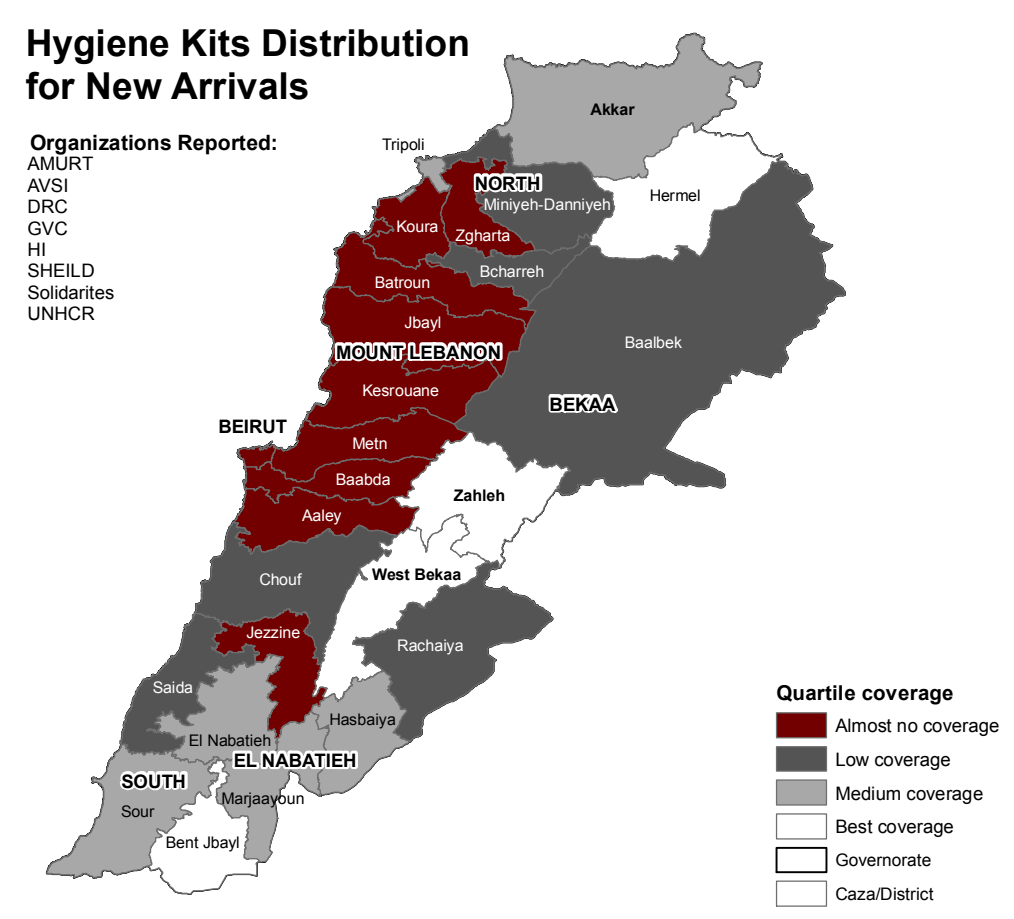 Hygiene Kits Distribution
for New Arrivals
Organizations Reported:
AMURT
AVSI
DRC
GVC
HI
SHEILD
Solidarites
UNHCR
Akkar
Tripoli
NORTH
Hermel
Miniyeh-Danniyeh
Koura
Zgharta
Bcharreh
Batroun
Jbayl
Baalbek
MOUNT LEBANON
Kesrouane
BEKAA
BEIRUT
Metn
Baabda
Zahleh
Aaley
West Bekaa
Chouf
Jezzine
Rachaiya
Saida
Hasbaiya
El Nabatieh
EL NABATIEH
SOUTH
Marjaayoun
Sour
Bent Jbayl
Quartile coverage
Almost no coverage
Low coverage
Medium coverage
Best coverage
Governorate
Caza/District